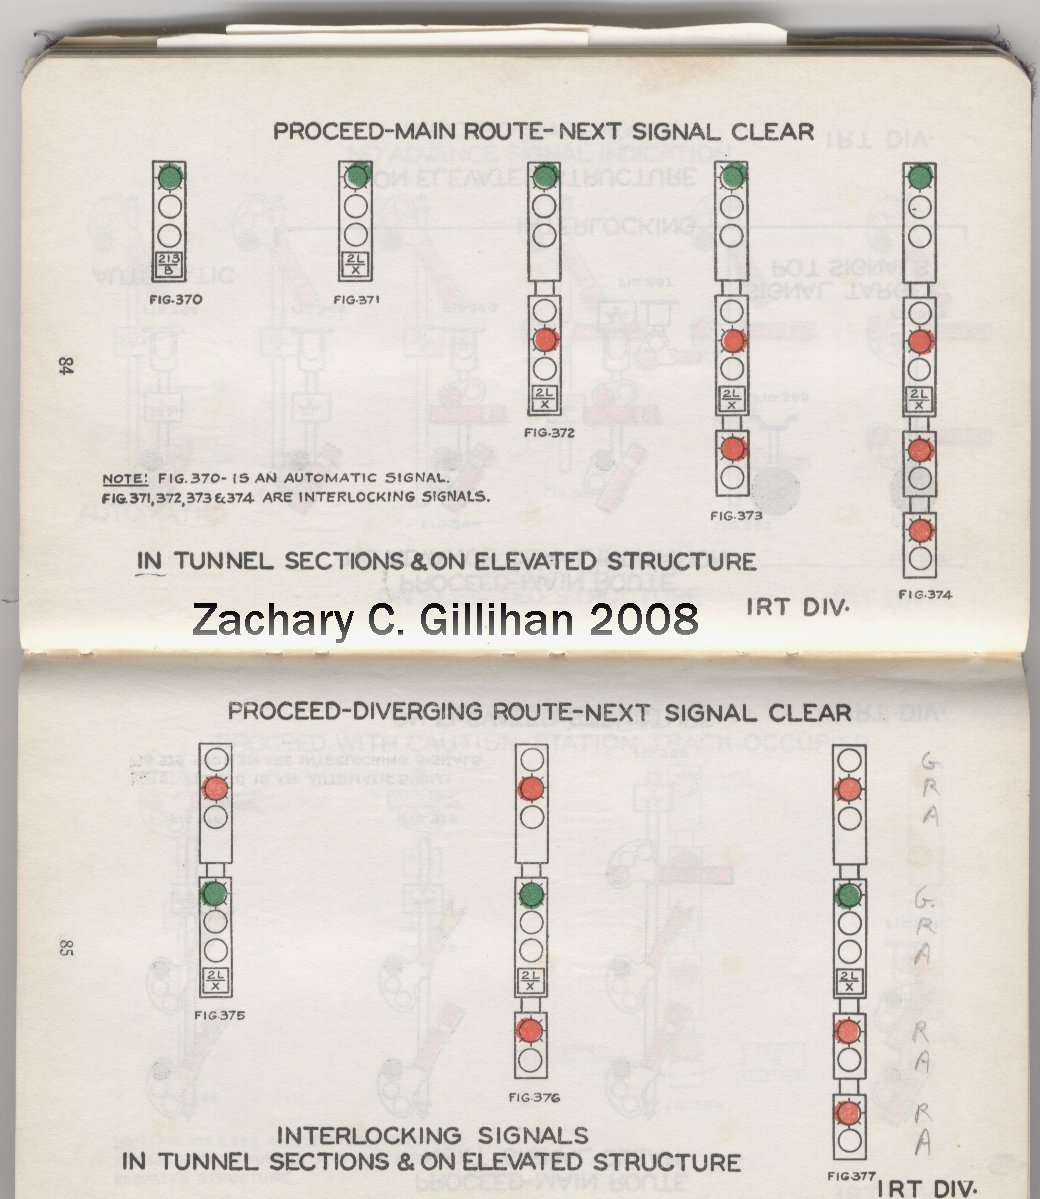 PROCEED-MAIN ROUTE-NEXT SIGNAL CLEAR
213
B
FIG.370
2L
X
FIG.371
2L
X
FIG.372
2L
X
FIG.373
2L
X
FIG.374
84
NOTE: FIG.370- IS AN AUTOMATIC SIGNAL.
FIG.371,372,373 & 374 ARE INTERLOCKING SIGNALS.
IN TUNNEL SECTIONS & ON ELEVATED STRUCTURE
IRT DIV.
Zachary C. Gillihan 2008
PROCEED-DIVERGING ROUTE-NEXT SIGNAL CLEAR
G
R
A
G.
R
A
R
A
R
A
2L
X
FIG.375
2L
X
FIG.376
2L
X
FIG.377
85
INTERLOCKING SIGNALS
IN TUNNEL SECTIONS & ON ELEVATED STRUCTURE
IRT DIV.